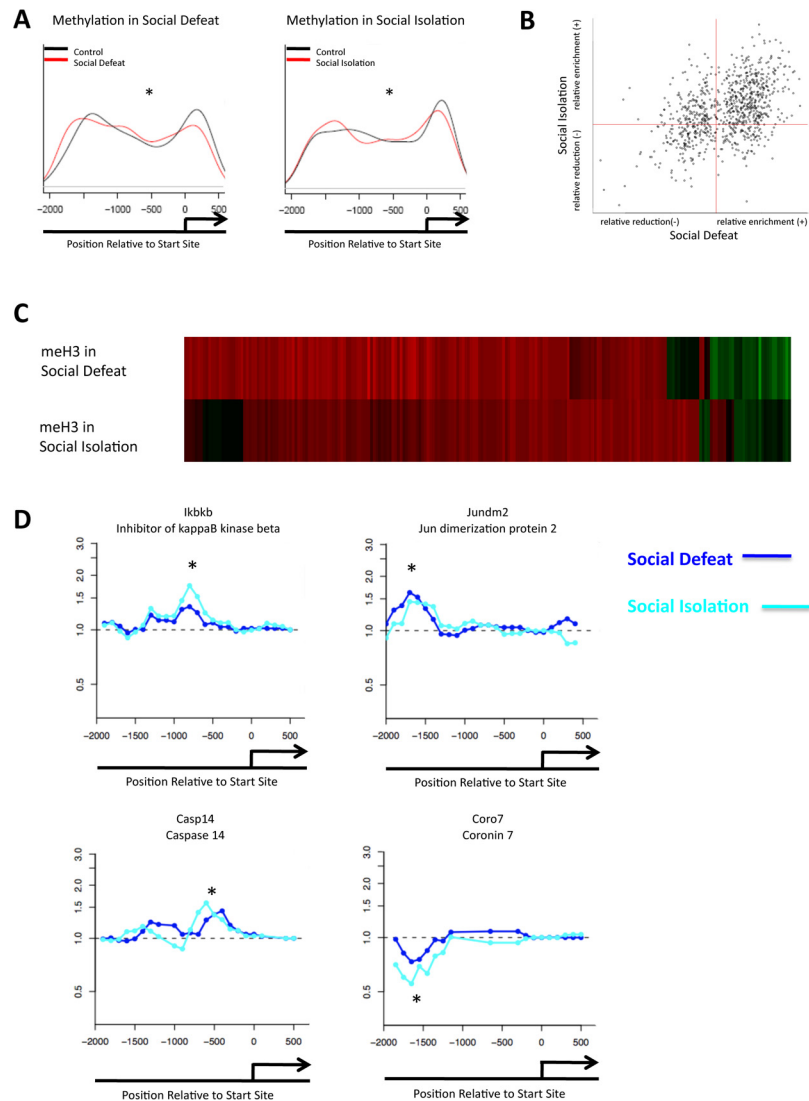 A
Methylation in Social Defeat
Control
Social Defeat
*
-2000 -1000 -500 0 500
Position Relative to Start Site
Methylation in Social Isolation
Control
Social Isolation
*
-2000 -1000 -500 0 500
Position Relative to Start Site
B
Social Isolation
relative reduction (-) relative enrichment (+)
relative reduction(-) relative enrichment (+)
Social Defeat
C
meH3 in
Social Defeat
meH3 in
Social Isolation
D
Ikbkb
Inhibitor of kappaB kinase beta
3.0
2.0
1.5
1.0
0.5
*
-2000 -1500 -1000 -500 0 500
Position Relative to Start Site
Jundm2
Jun dimerization protein 2
3.0
2.0
1.5
1.0
0.5
*
-2000 -1500 -1000 -500 0 500
Position Relative to Start Site
Social Defeat
Social Isolation
Casp14
Caspase 14
3.0
2.0
1.5
1.0
0.5
*
-2000 -1500 -1000 -500 0 500
Position Relative to Start Site
Coro7
Coronin 7
3.0
2.0
1.5
1.0
0.5
*
-2000 -1500 -1000 -500 0 500
Position Relative to Start Site